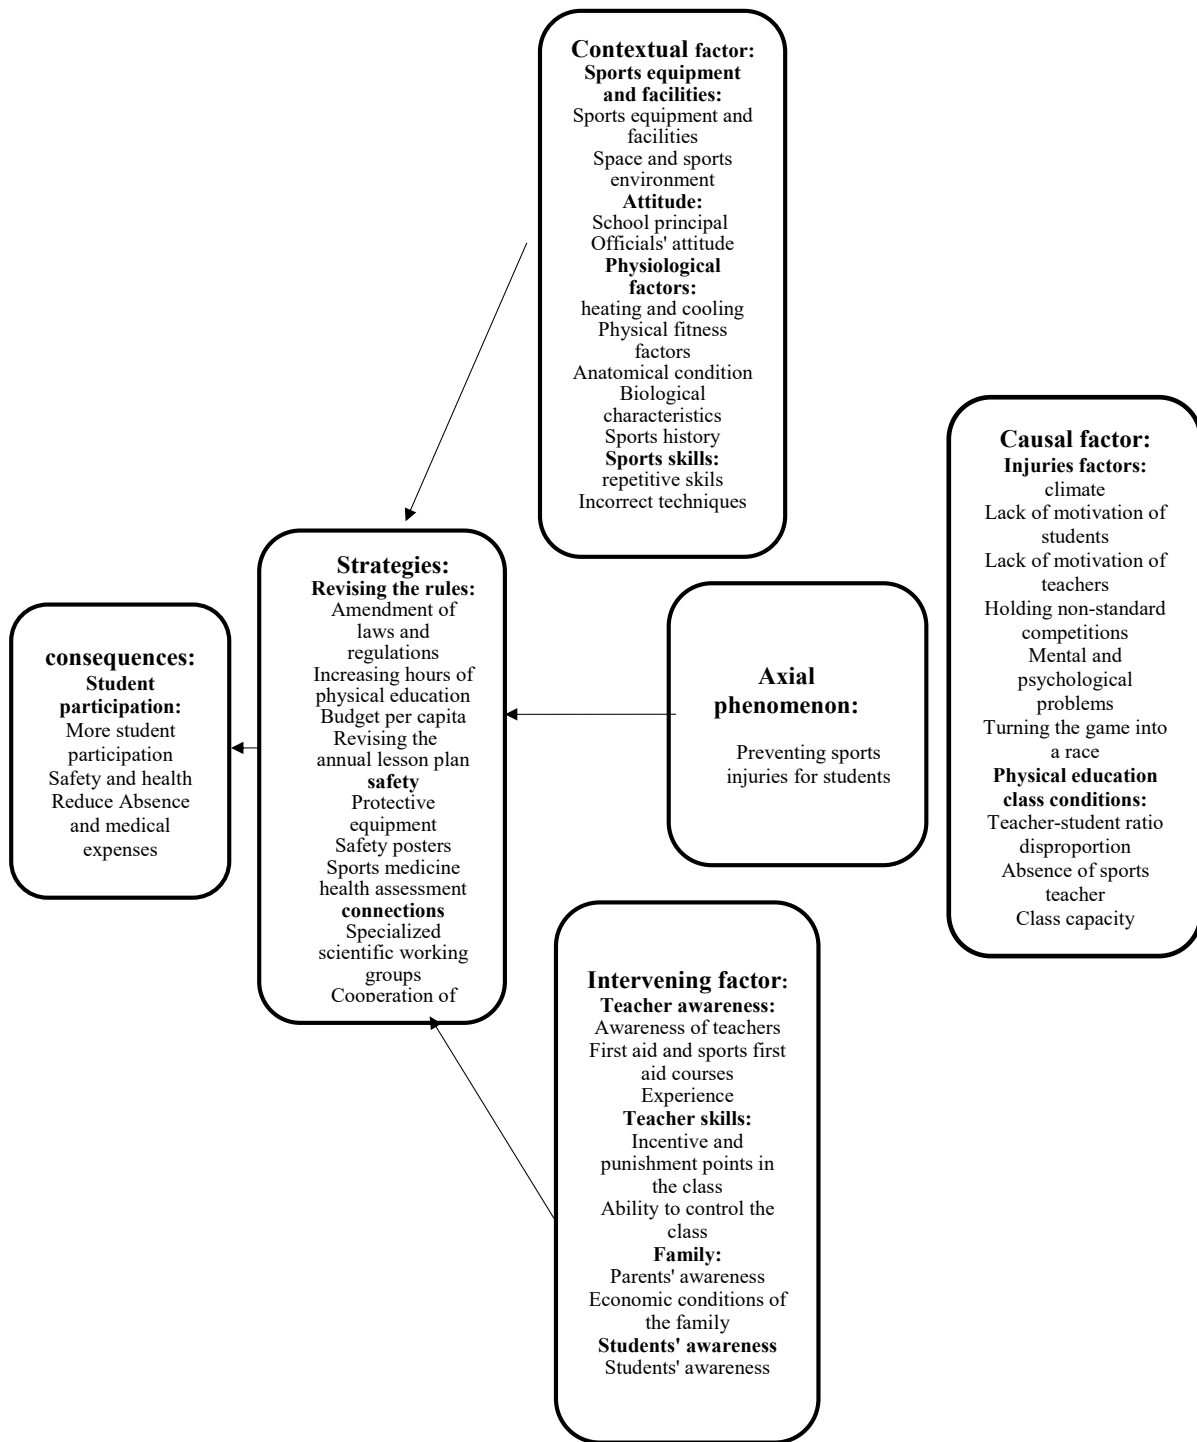 Contextual factor:
Sports equipment
and facilities:
Sports equipment and
facilities
Space and sports
environment
Attitude:
School principal
Officials' attitude
Physiological
factors:
heating and cooling
Physical fitness
factors
Anatomical condition
Biological
characteristics
Sports history
Sports skills:
repetitive skils
Incorrect techniques
Causal factor:
Injuries factors:
climate
Lack of motivation of
students
Lack of motivation of
teachers
Holding non-standard
competitions
Mental and
psychological
problems
Turning the game into
a race
Physical education
class conditions:
Teacher-student ratio
disproportion
Absence of sports
teacher
Class capacity
Strategies:
Revising the rules:
Amendment of
laws and
regulations
Increasing hours of
physical education
Budget per capita
Revising the
annual lesson plan
safety
Protective
equipment
Safety posters
Sports medicine
health assessment
connections
Specialized
scientific working
groups
Cooperation of
Axial
phenomenon:
Preventing sports
injuries for students
consequences:
Student
participation:
More student
participation
Safety and health
Reduce Absence
and medical
expenses
Intervening factor:
Teacher awareness:
Awareness of teachers
First aid and sports first
aid courses
Experience
Teacher skills:
Incentive and
punishment points in
the class
Ability to control the
class
Family:
Parents' awareness
Economic conditions of
the family
Students' awareness
Students' awareness